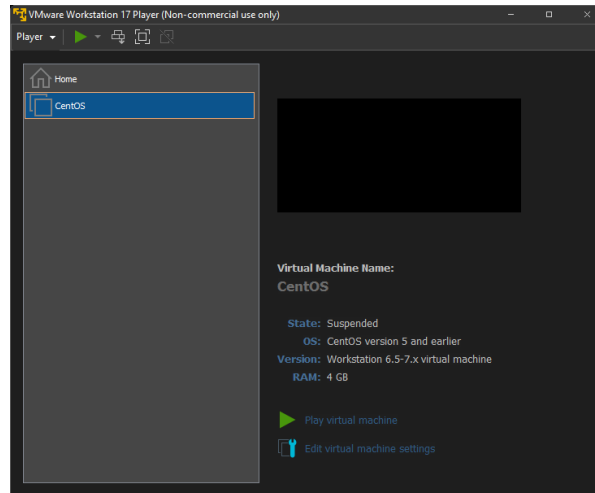 VMware Workstation 17 Player (Non-commercial use only)
Player
Home
CentOS
Virtual Machine Name:
CentOS
State: Suspended
OS: CentOS version 5 and earlier
Version: Workstation 6.5-7.x virtual machine
RAM: 4 GB
Play virtual machine
Edit virtual machine settings